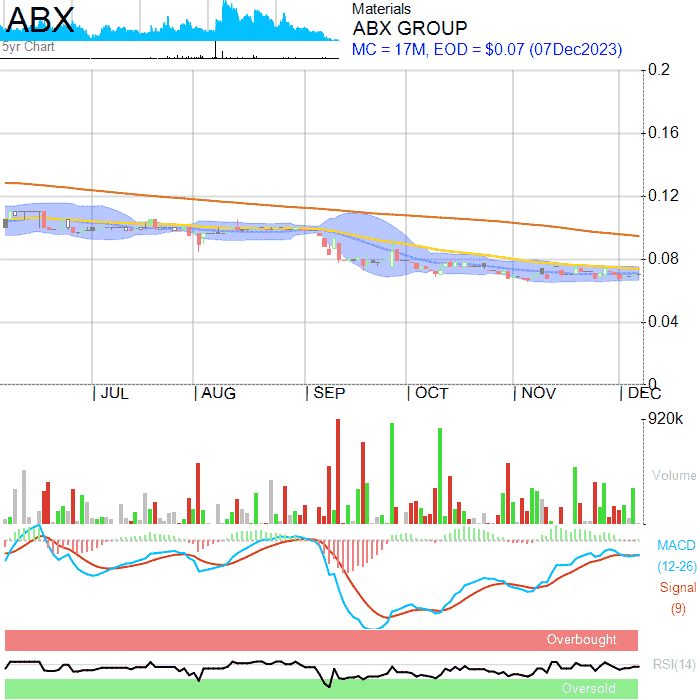 ABX
5yr Chart
Materials
ABX GROUP
MC = 17M, EOD = $0.07 (07Dec2023)
0.2
0.16
0.12
0.08
0.04
0
JUL AUG SEP OCT NOV DEC
920k
Volume
MACD
(12-26)
Signal
(9)
Overbought
RSI(14)
Oversold